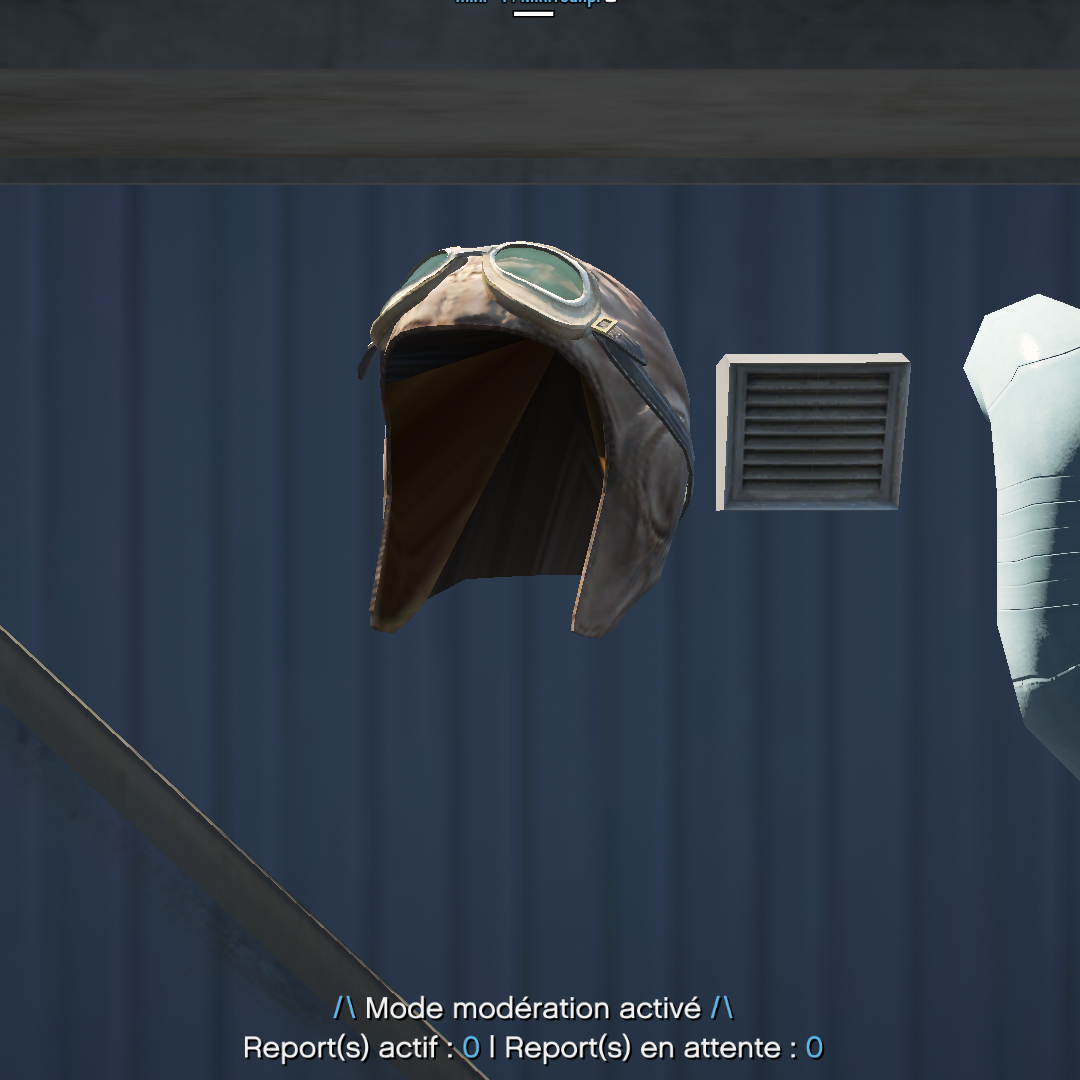 /\ Mode modération activé /\
Report(s) actif : 0 | Report(s) en attente : 0